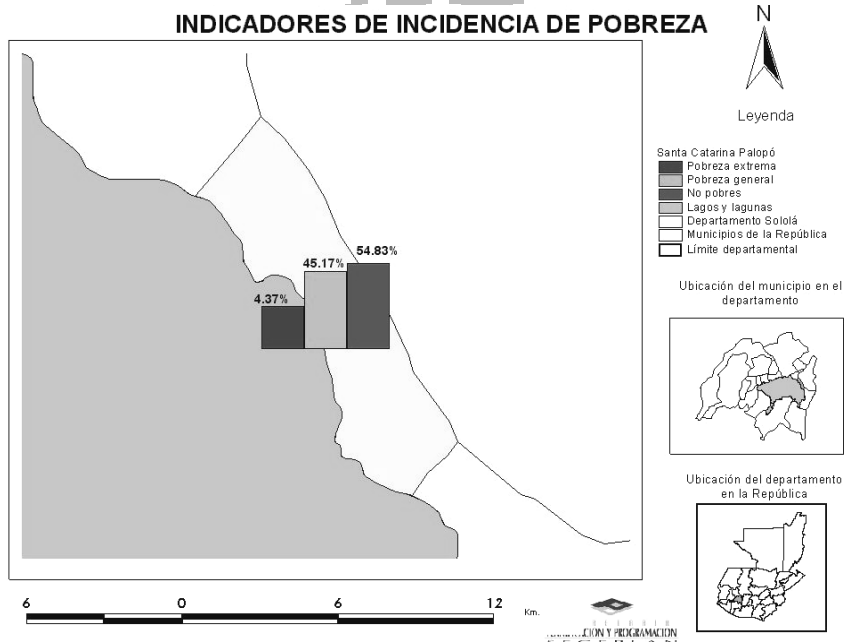 INDICADORES DE INCIDENCIA DE POBREZA
N
Leyenda
Santa Catarina Palopó
Pobreza extrema
Pobreza general
No pobres
Lagos y lagunas
Departamento Sololá
Municipios de la República
Límite departamental
54.83%
45.17%
4.37%
Ubicación del municipio en el
departamento
Ubicación del departamento
en la República
6 0 6 12 Km.
Y PROGRAMACION